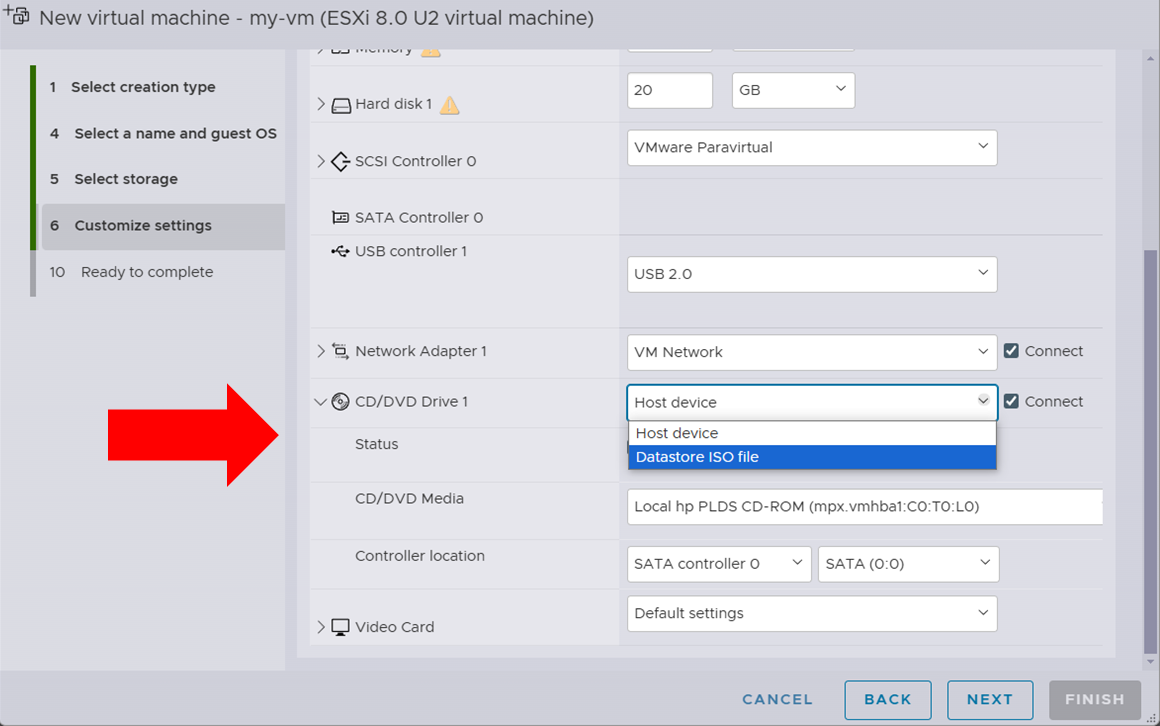 New virtual machine - my-vm (ESXi 8.0 U2 virtual machine)
1 Select creation type
4 Select a name and guest OS
5 Select storage
6 Customize settings
10 Ready to complete
Memory
Hard disk 1
20
GB
SCSI Controller 0
VMware Paravirtual
SATA Controller 0
USB controller 1
USB 2.0
Network Adapter 1
VM Network
Connect
CD/DVD Drive 1
Host device
Connect
Host device
Datastore ISO file
Status
CD/DVD Media
Local hp PLDS CD-ROM (mpx.vmhba1:C0:T0:L0)
Controller location
SATA controller 0
SATA (0:0)
Video Card
Default settings
CANCEL
BACK
NEXT
FINISH